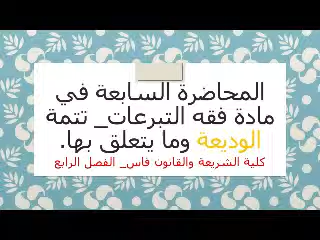 المحاضرة السابعة في
مادة فقه التبرعات_ تتمة
الوديعة وما يتعلق بها.
كلية الشريعة والقانون فاس_ الفصل الرابع